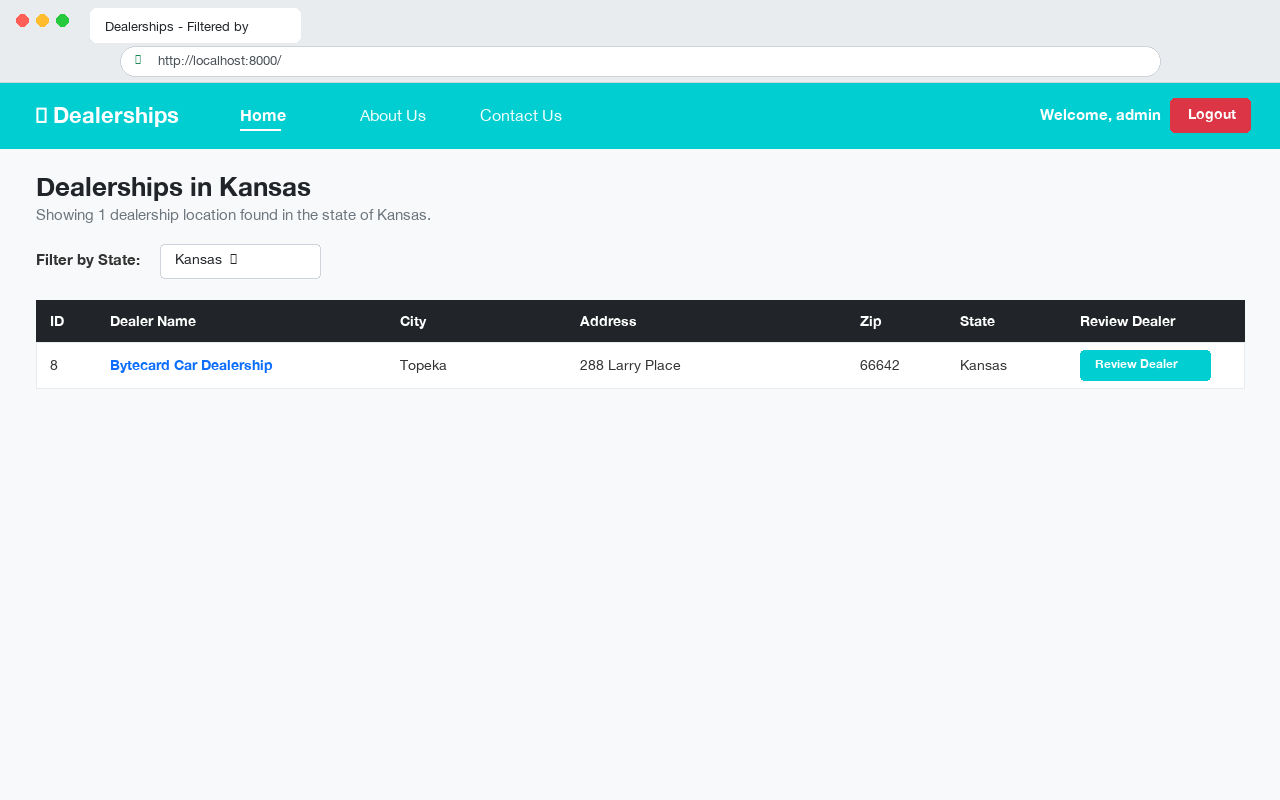 Dealerships - Filtered by
http://localhost:8000/
Dealerships Home About Us Contact Us Welcome, admin Logout
Dealerships in Kansas
Showing 1 dealership location found in the state of Kansas.
Filter by State: Kansas
ID Dealer Name City Address Zip State Review Dealer
8 Bytecard Car Dealership Topeka 288 Larry Place 66642 Kansas Review Dealer